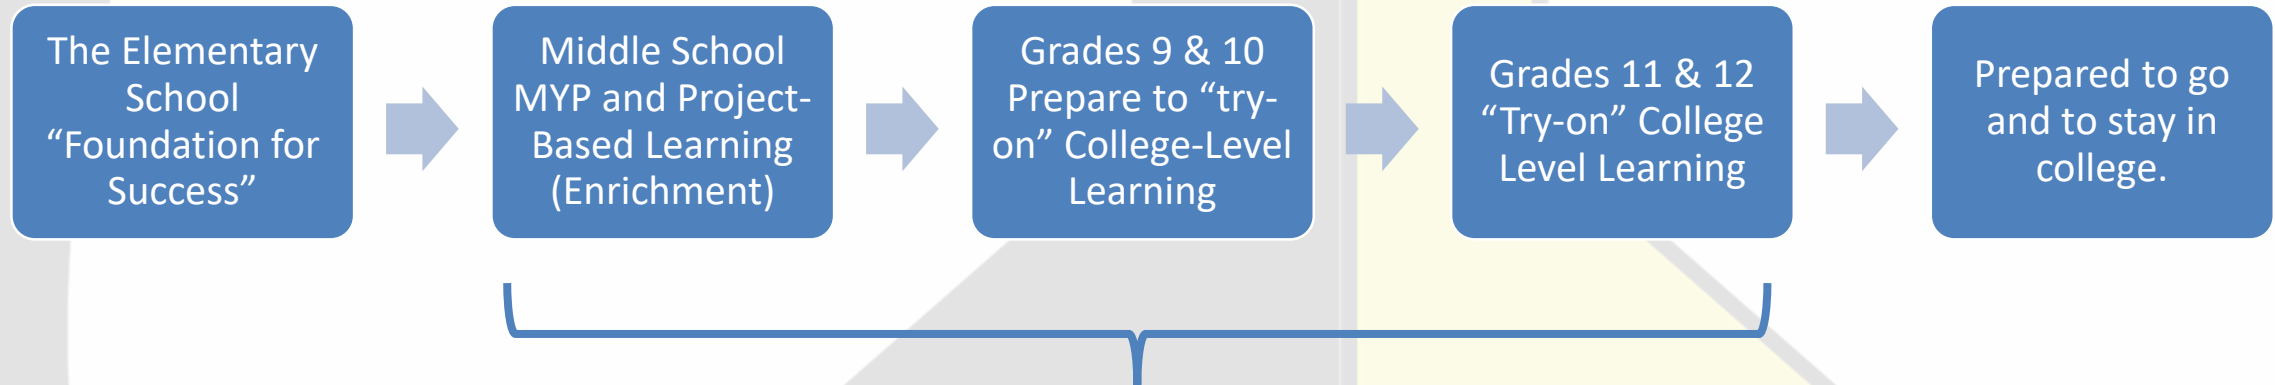 The Elementary
School
“Foundation for
Success”
Middle School
MYP and Project-
Based Learning
(Enrichment)
Grades 9 & 10
Prepare to “try-
on” College-Level
Learning
Grades 11 & 12
“Try-on” College
Level Learning
Prepared to go
and to stay in
college.